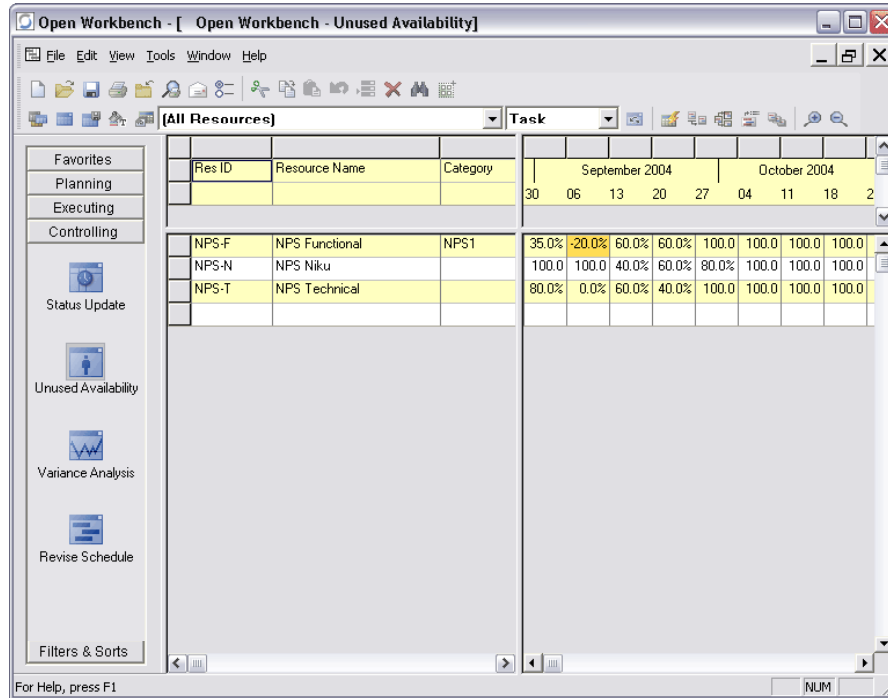 Open Workbench - [ Open Workbench - Unused Availability]
File Edit View Tools Window Help
(All Resources) Task
Favorites
Planning
Executing
Controlling
Status Update
Unused Availability
Variance Analysis
Revise Schedule
Filters & Sorts
Res ID Resource Name Category
September 2004 October 2004
30 06 13 20 27 04 11 18 2
NPS-F NPS Functional NPS1 35.0% -20.0% 60.0% 60.0% 100.0 100.0 100.0 100.0
NPS-N NPS Niku 100.0 100.0 40.0% 60.0% 80.0% 100.0 100.0 100.0
NPS-T NPS Technical 80.0% 0.0% 60.0% 40.0% 100.0 100.0 100.0 100.0
For Help, press F1 NUM